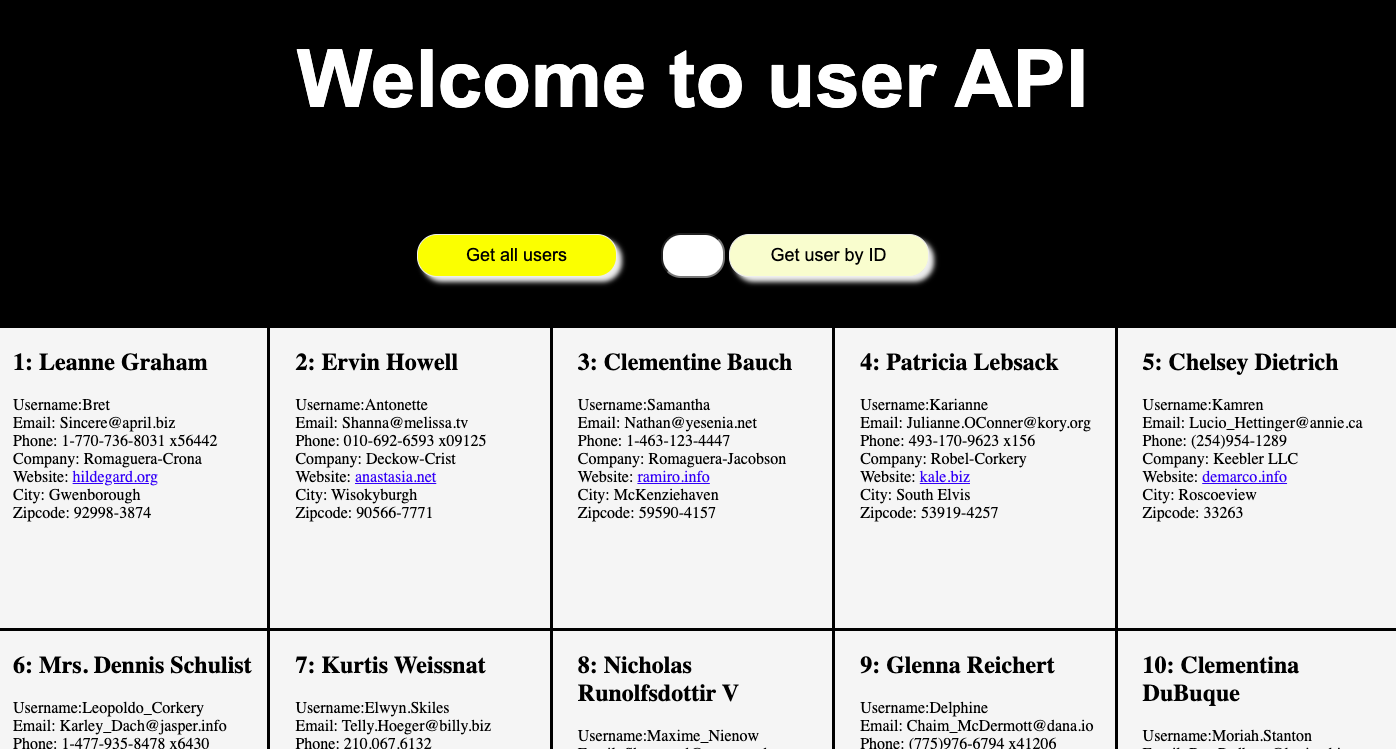 Welcome to user API
Get all users
Get user by ID
1: Leanne Graham
Username:Bret
Email: Sincere@april.biz
Phone: 1-770-736-8031 x56442
Company: Romaguera-Crona
Website: hildegard.org
City: Gwenborough
Zipcode: 92998-3874
2: Ervin Howell
Username:Antonette
Email: Shanna@melissa.tv
Phone: 010-692-6593 x09125
Company: Deckow-Crist
Website: anastasia.net
City: Wisokyburgh
Zipcode: 90566-7771
3: Clementine Bauch
Username:Samantha
Email: Nathan@yesenia.net
Phone: 1-463-123-4447
Company: Romaguera-Jacobson
Website: ramiro.info
City: McKenziehaven
Zipcode: 59590-4157
4: Patricia Lebsack
Username:Karianne
Email: Julianne.OConner@kory.org
Phone: 493-170-9623 x156
Company: Robel-Corkery
Website: kale.biz
City: South Elvis
Zipcode: 53919-4257
5: Chelsey Dietrich
Username:Kamren
Email: Lucio_Hettinger@annie.ca
Phone: (254)954-1289
Company: Keebler LLC
Website: demarco.info
City: Roscoeview
Zipcode: 33263
6: Mrs. Dennis Schulist
Username:Leopoldo_Corkery
Email: Karley_Dach@jasper.info
Phone: 1-477-935-8478 x6430
7: Kurtis Weissnat
Username:Elwyn.Skiles
Email: Telly.Hoeger@billy.biz
Phone: 210.067.6132
8: Nicholas
Runolfsdottir V
Username:Maxime_Nienow
9: Glenna Reichert
Username:Delphine
Email: Chaim_McDermott@dana.io
Phone: (775)976-6794 x41206
10: Clementina
DuBuque
Username:Moriah.Stanton